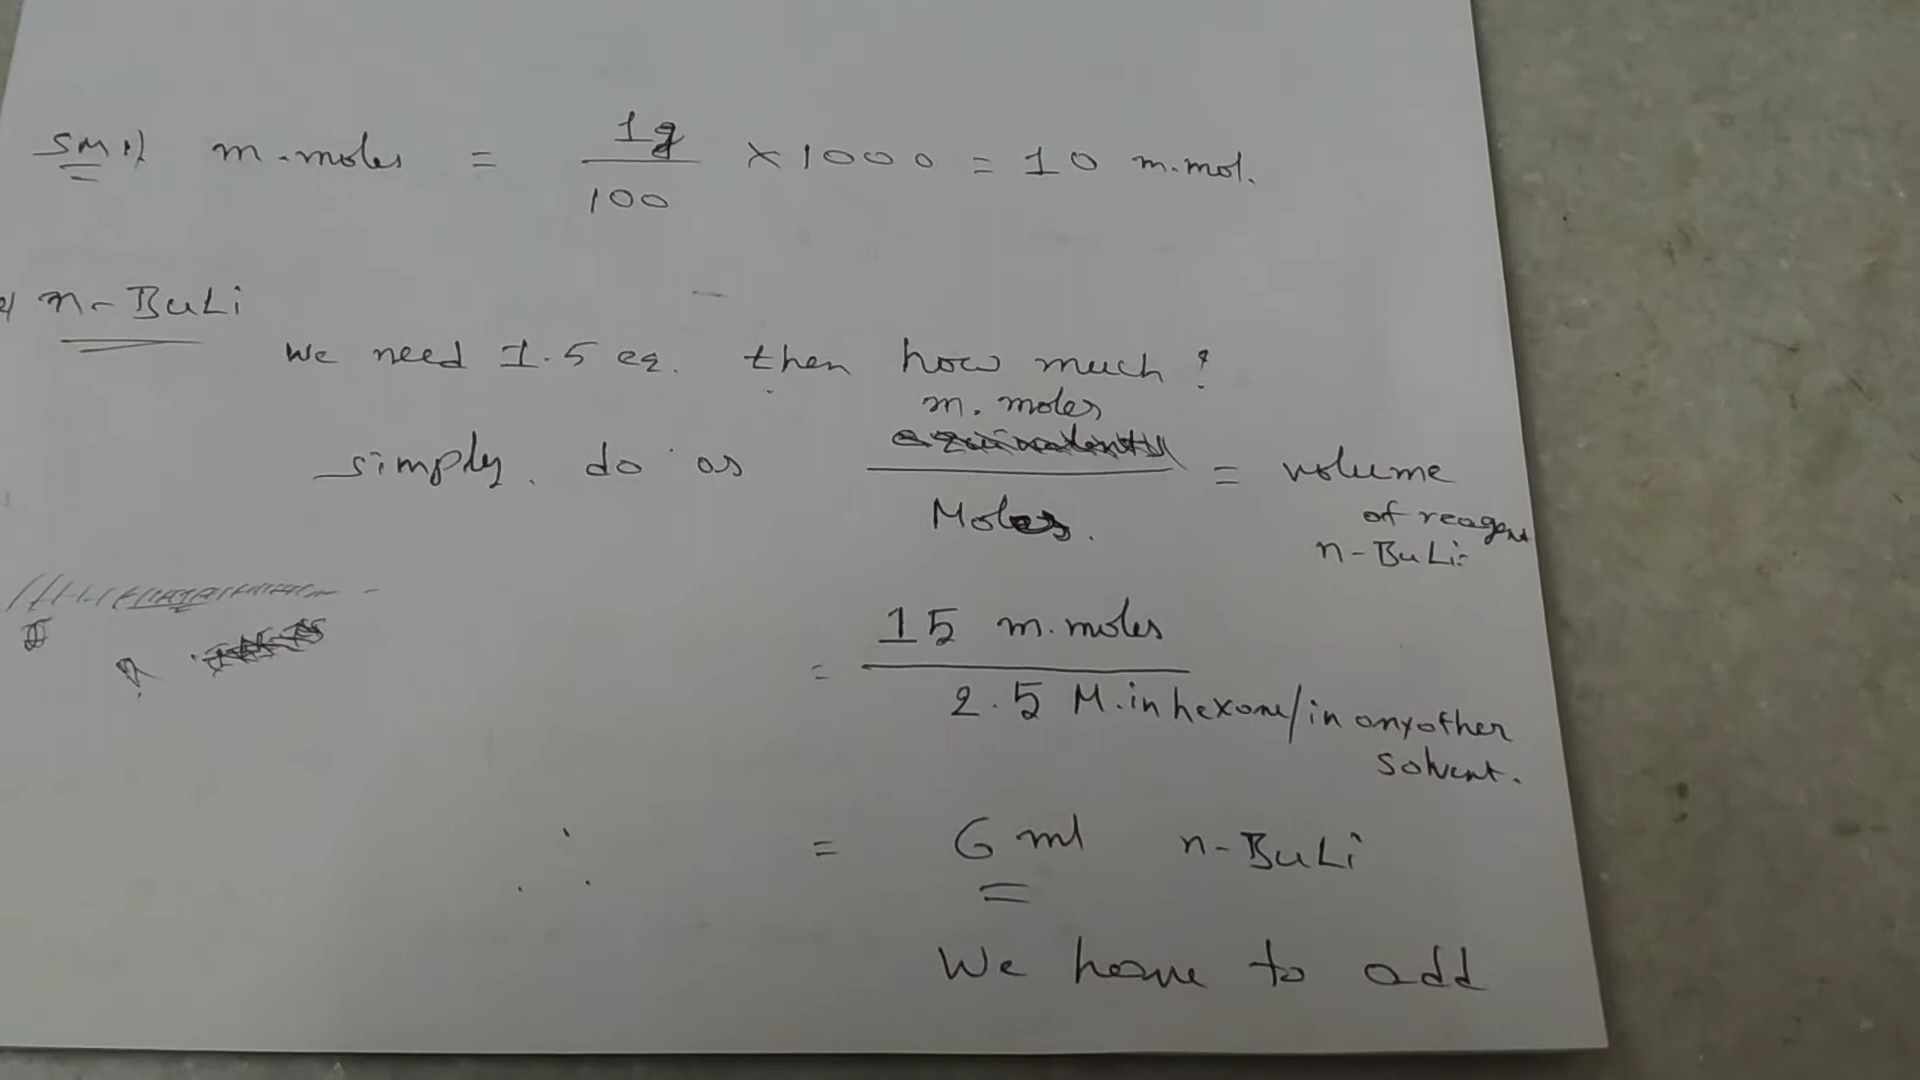 SM 1) m.moles = 1g / 100 × 1000 = 10 m.mol.
n-BuLi
We need 1.5 eq. then how much?
simply. do as m. moles / Moles. = volume of reagent n-BuLi
= 15 m.moles / 2.5 M.in hexane/in anyother solvent.
= 6 ml n-BuLi
We have to add